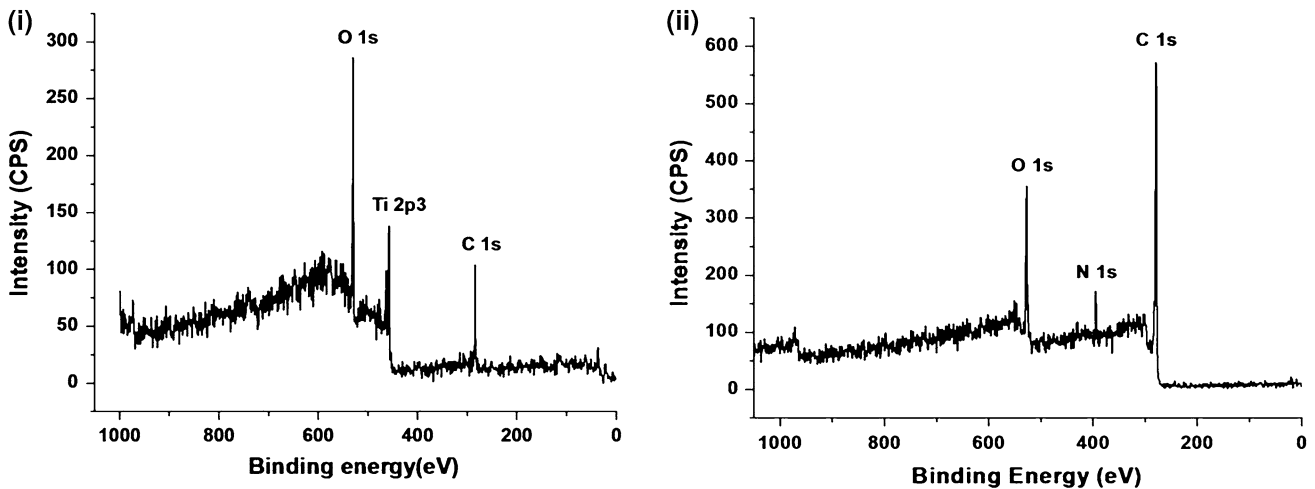 (i)
300
250
200
150
100
50
0
Intensity (CPS)
O 1s
Ti 2p3
C 1s
1000 800 600 400 200 0
Binding energy(eV)
(ii)
600
500
400
300
200
100
0
Intensity (CPS)
C 1s
O 1s
N 1s
1000 800 600 400 200 0
Binding Energy (eV)